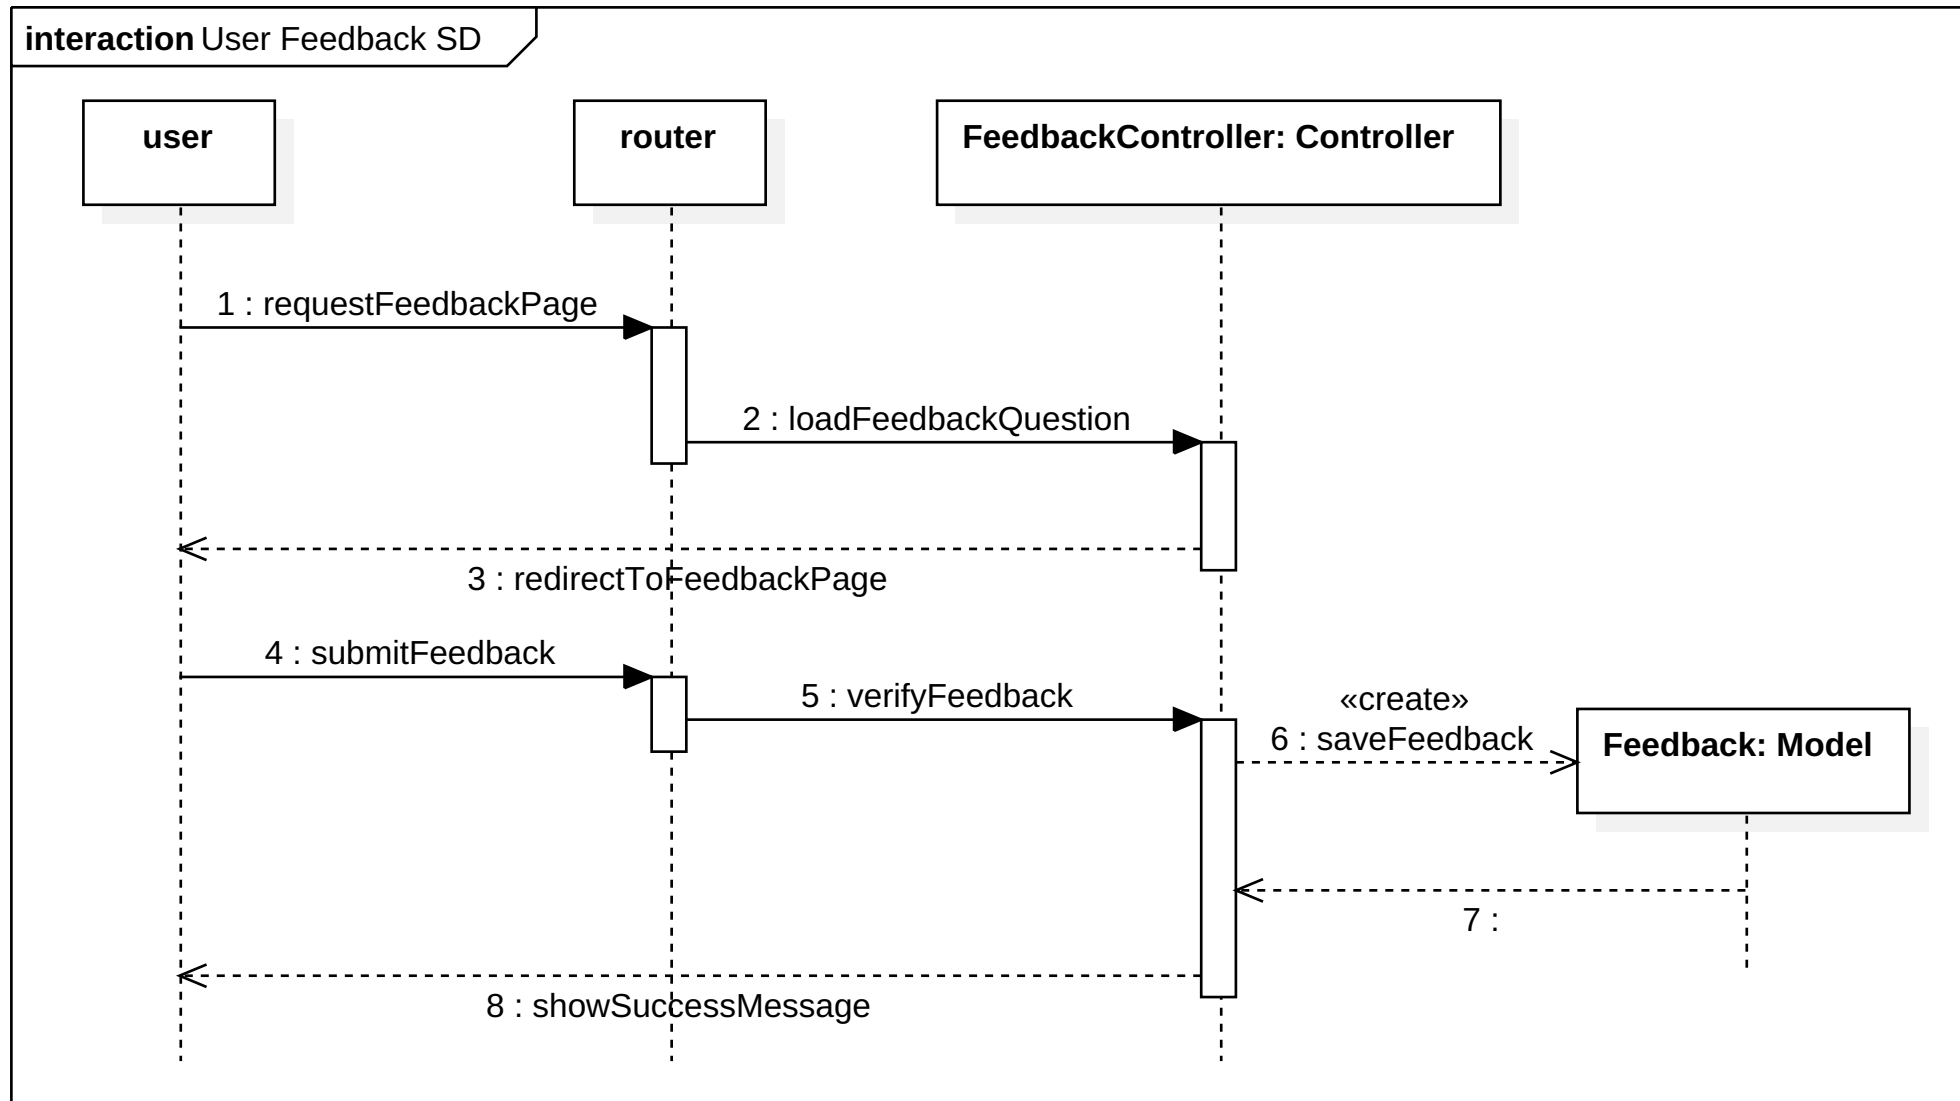 interaction User Feedback SD
user
router
FeedbackController: Controller
1 : requestFeedbackPage
2 : loadFeedbackQuestion
3 : redirectToFeedbackPage
4 : submitFeedback
5 : verifyFeedback
«create»
6 : saveFeedback
Feedback: Model
7 :
8 : showSuccessMessage